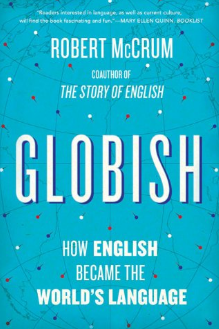 "Readers interested in language, as well as current culture,
will find the book fascinating and fun."—MARY ELLEN QUINN, BOOKLIST
ROBERT McCRUM
COAUTHOR OF
THE STORY OF ENGLISH
GLOBISH
HOW ENGLISH
BECAME THE
WORLD'S LANGUAGE